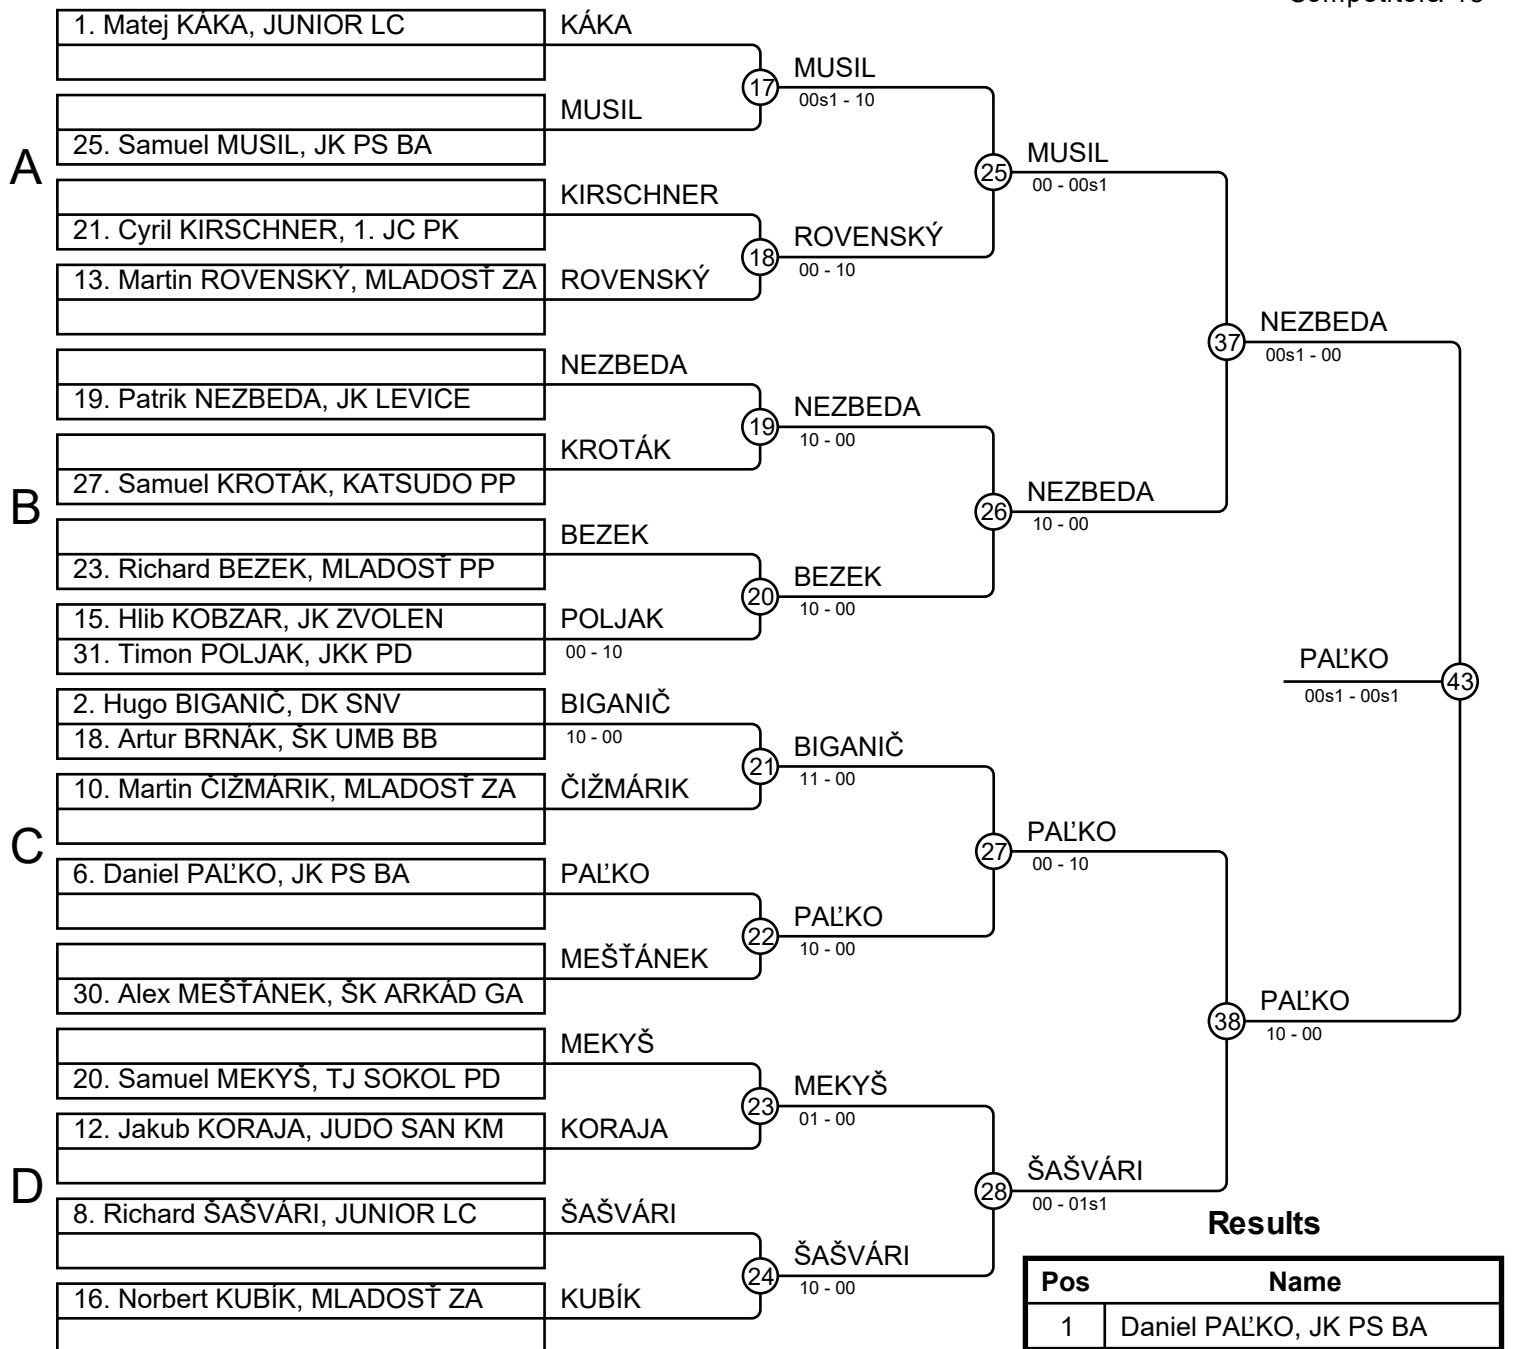 1. Matej KÁKA, JUNIOR LC
25. Samuel MUSIL, JK PS BA
21. Cyril KIRSCHNER, 1. JC PK
13. Martin ROVENSKÝ, MLADOSŤ ZA
19. Patrik NEZBEDA, JK LEVICE
27. Samuel KROTÁK, KATSUDO PP
23. Richard BEZEK, MLADOSŤ PP
15. Hlib KOBZAR, JK ZVOLEN
31. Timon POLJAK, JKK PD
2. Hugo BIGANIČ, DK SNV
18. Artur BRNÁK, ŠK UMB BB
10. Martin ČIŽMÁRIK, MLADOSŤ ZA
6. Daniel PAĽKO, JK PS BA
30. Alex MEŠŤÁNEK, ŠK ARKÁD GA
20. Samuel MEKYŠ, TJ SOKOL PD
12. Jakub KORAJA, JUDO SAN KM
8. Richard ŠAŠVÁRI, JUNIOR LC
16. Norbert KUBÍK, MLADOSŤ ZA
A
B
C
D
KÁKA
MUSIL
KIRSCHNER
ROVENSKÝ
NEZBEDA
KROTÁK
BEZEK
POLJAK
00 - 10
BIGANIČ
10 - 00
ČIŽMÁRIK
PAĽKO
MEŠŤÁNEK
MEKYŠ
KORAJA
ŠAŠVÁRI
KUBÍK
17
MUSIL
00s1 - 10
18
ROVENSKÝ
00 - 10
19
NEZBEDA
10 - 00
20
BEZEK
10 - 00
21
BIGANIČ
11 - 00
22
PAĽKO
10 - 00
23
MEKYŠ
01 - 00
24
ŠAŠVÁRI
10 - 00
25
MUSIL
00 - 00s1
26
NEZBEDA
10 - 00
27
PAĽKO
00 - 10
28
ŠAŠVÁRI
00 - 01s1
37
NEZBEDA
00s1 - 00
38
PAĽKO
10 - 00
43
PAĽKO
00s1 - 00s1
Results
Pos Name
1 Daniel PAĽKO, JK PS BA